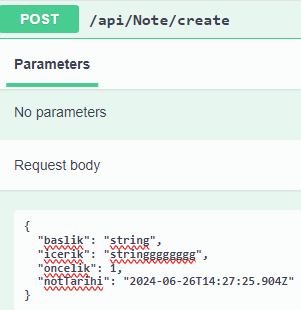 POST /api/Note/create
Parameters
No parameters
Request body
{
"baslik": "string",
"icerik": "stringgggggggg",
"oncelik": 1,
"notTarihi": "2024-06-26T14:27:25.904Z"
}